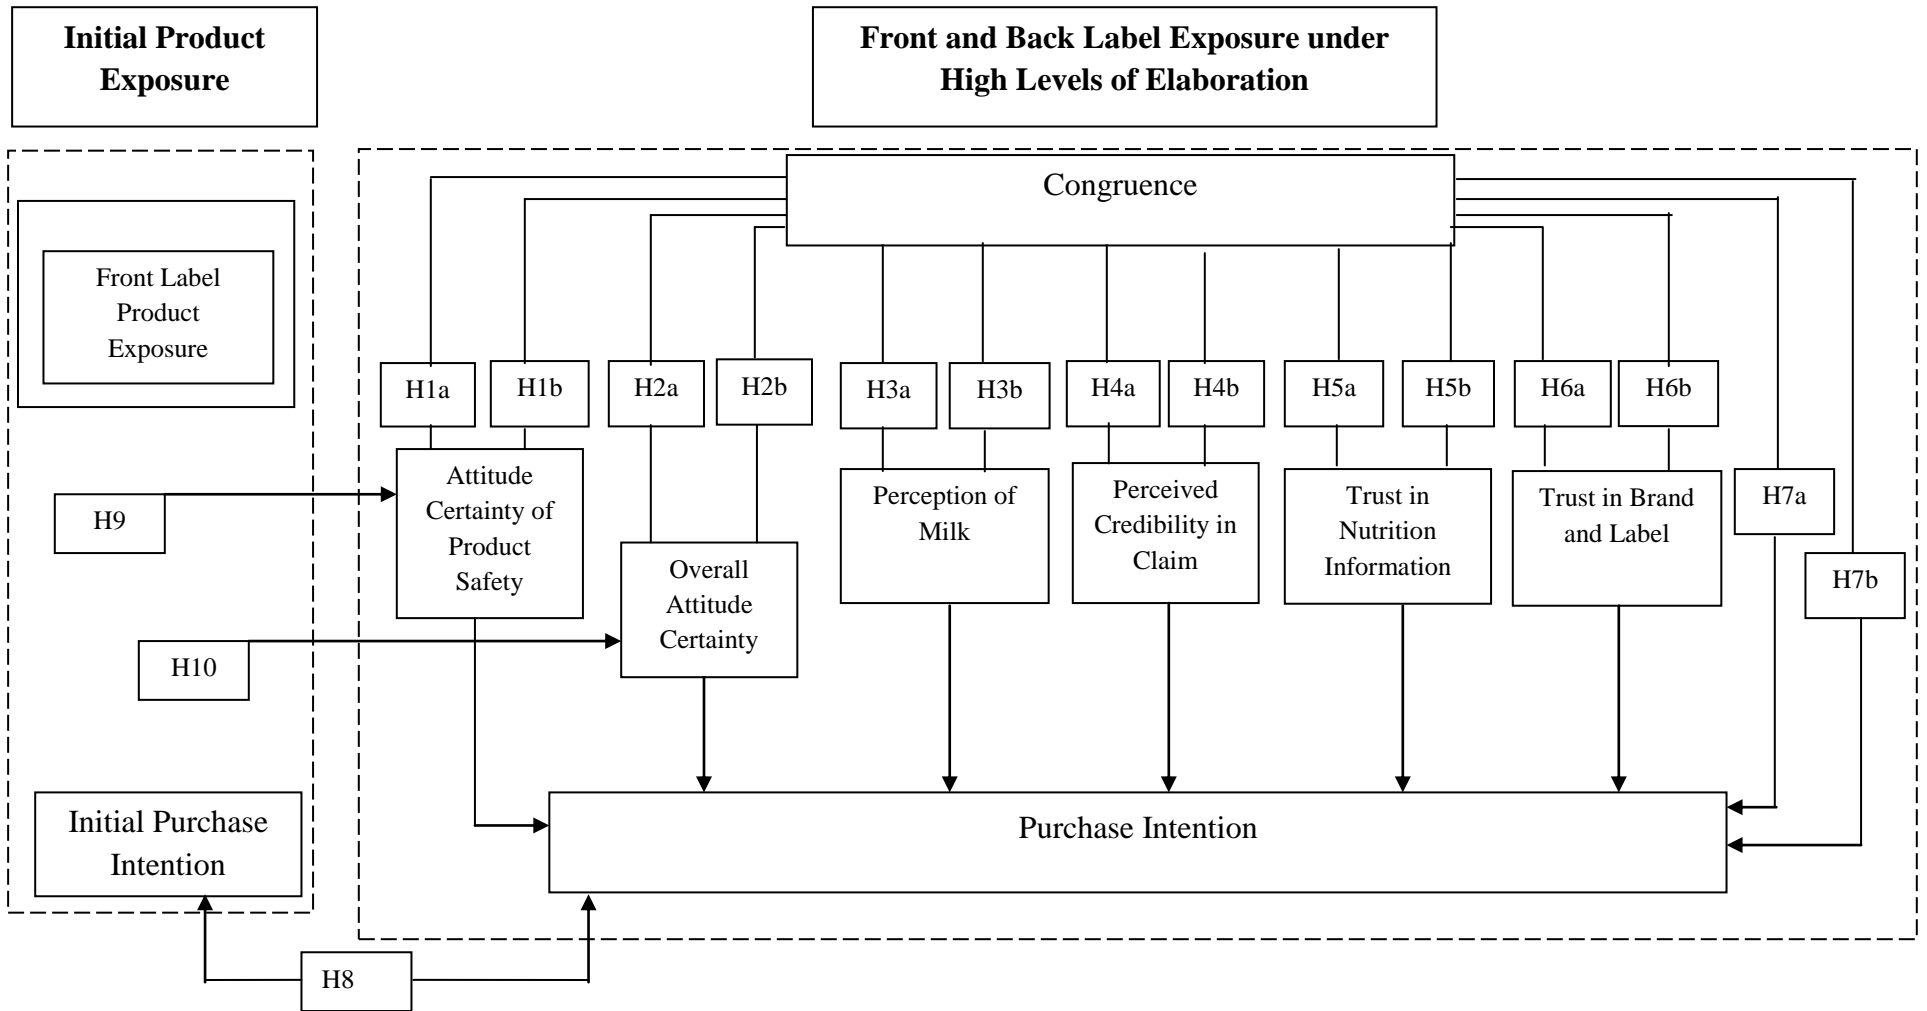 Initial Product
Exposure
Front and Back Label Exposure under
High Levels of Elaboration
Congruence
Front Label
Product
Exposure
H1a
H1b
H2a
H2b
H3a
H3b
H4a
H4b
H5a
H5b
H6a
H6b
Attitude
Certainty of
Product
Safety
Perception of
Milk
Perceived
Credibility in
Claim
Trust in
Nutrition
Information
Trust in Brand
and Label
H7a
H9
Overall
Attitude
Certainty
H7b
H10
Initial Purchase
Intention
Purchase Intention
H8